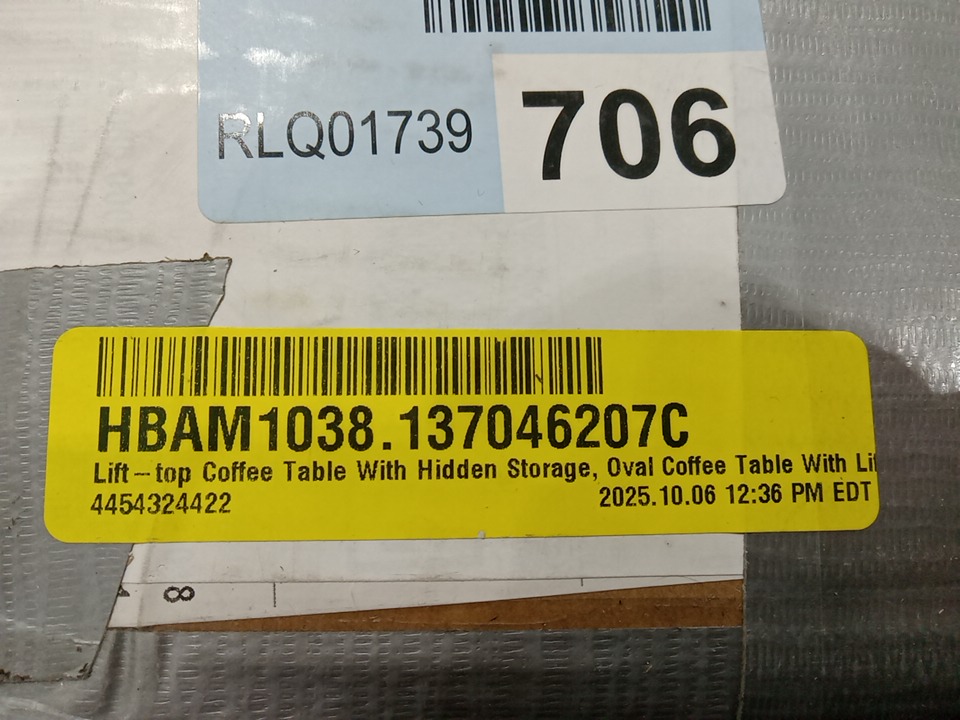 RLQ01739
706
HBAM1038.137046207C
Lift-top Coffee Table With Hidden Storage, Oval Coffee Table With Li
4454324422
2025.10.06 12:36 PM EDT
8